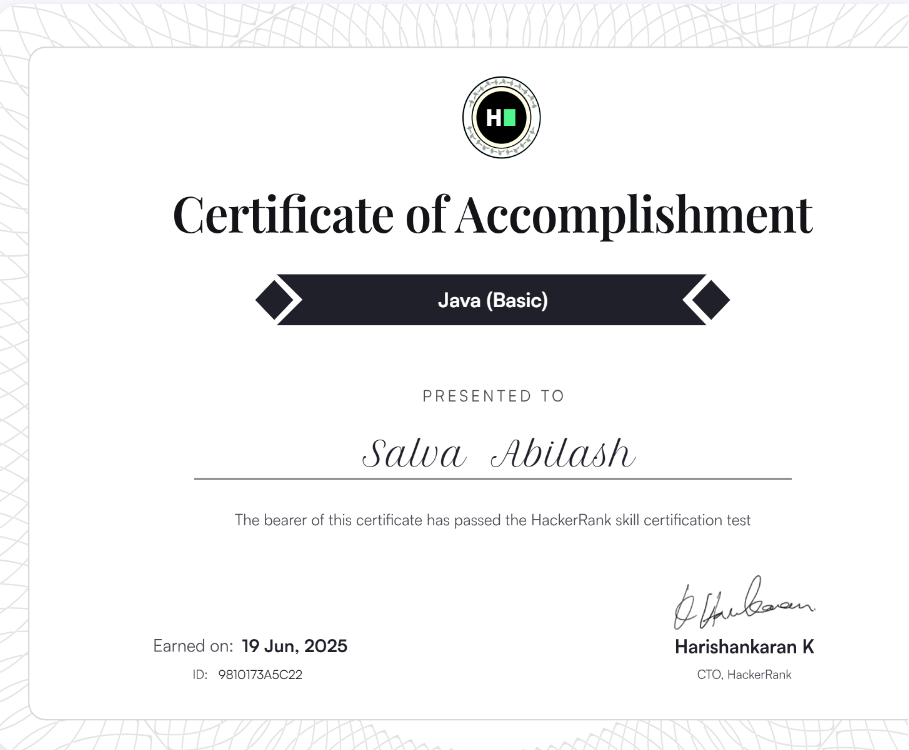 H
Certificate of Accomplishment
Java (Basic)
PRESENTED TO
Salva Abilash
The bearer of this certificate has passed the HackerRank skill certification test
Earned on: 19 Jun, 2025
ID: 9810173A5C22
Harishankaran K
CTO, HackerRank